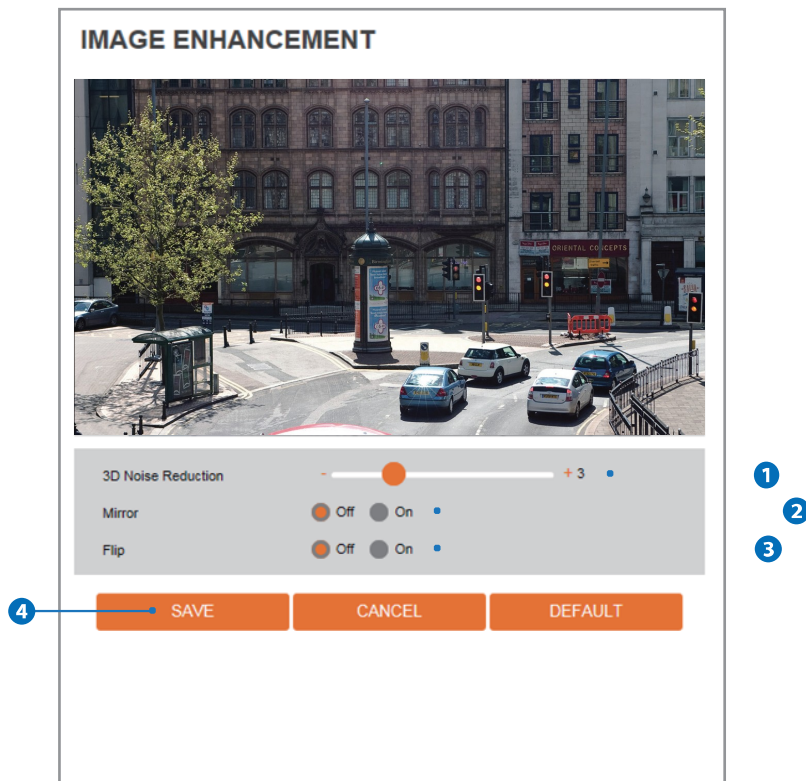 IMAGE ENHANCEMENT
ORIENTAL CONCEPTS
3D Noise Reduction - + 3 1
Mirror Off On 2
Flip Off On 3
4 SAVE CANCEL DEFAULT